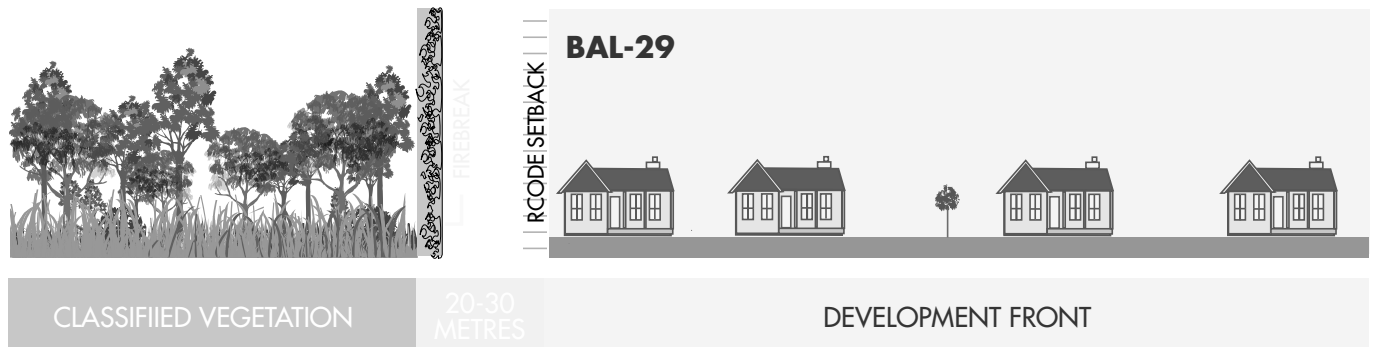 BAL-29
FIREBREAK
RCODE SETBACK
CLASSIFIIED VEGETATION
20-30
METRES
DEVELOPMENT FRONT